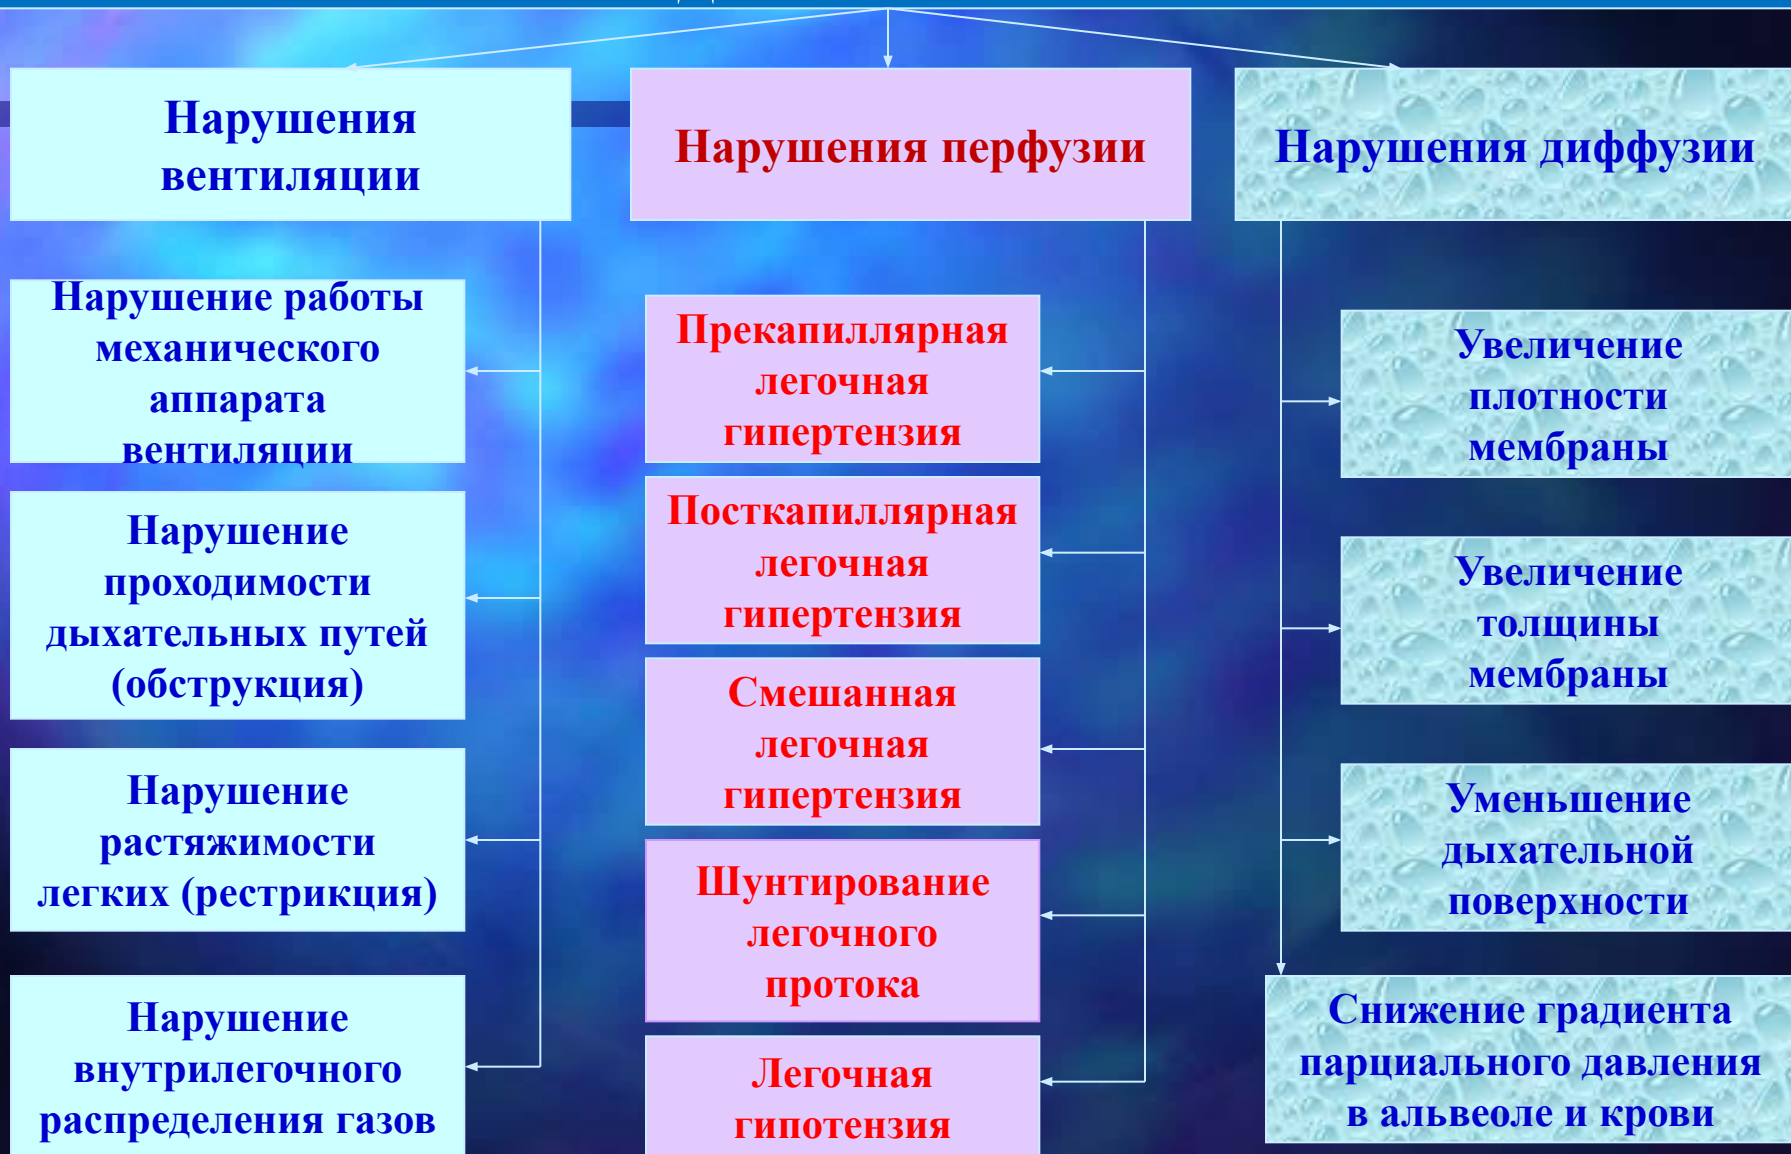 Нарушения
вентиляции
Нарушение работы
механического
аппарата
вентиляции
Нарушение
проходимости
дыхательных путей
(обструкция)
Нарушение
растяжимости
легких (рестрикция)
Нарушение
внутрилегочного
распределения газов
Нарушения перфузии
Прекапиллярная
легочная
гипертензия
Посткапиллярная
легочная
гипертензия
Смешанная
легочная
гипертензия
Шунтирование
легочного
протока
Легочная
гипотензия
Нарушения диффузии
Увеличение
плотности
мембраны
Увеличение
толщины
мембраны
Уменьшение
дыхательной
поверхности
Снижение градиента
парциального давления
в альвеоле и крови